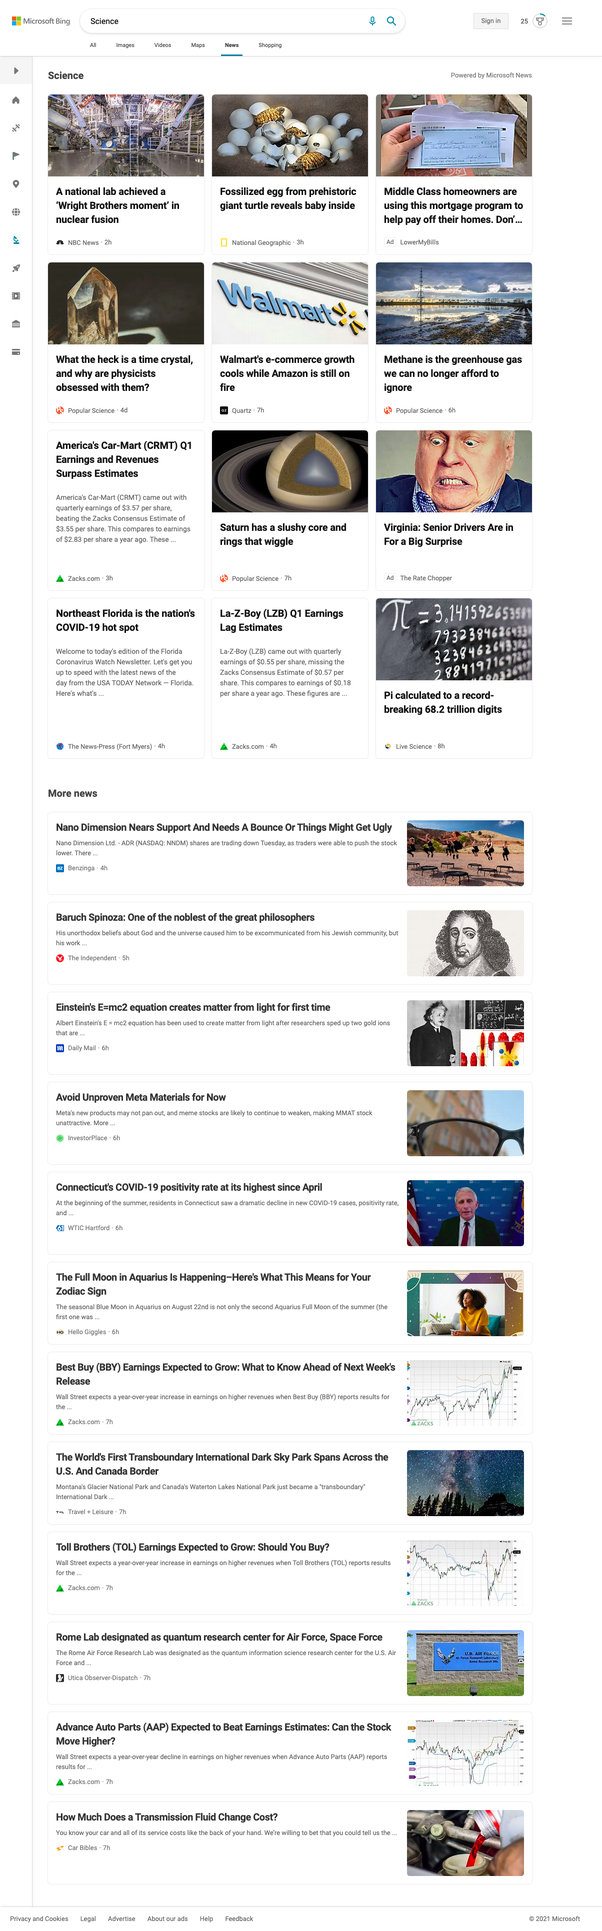 Microsoft Bing
Science
Sign in
25
All Images Videos Maps News Shopping
Science
Powered by Microsoft News
A national lab achieved a
‘Wright Brothers moment’ in
nuclear fusion
NBC News · 2h
Fossilized egg from prehistoric
giant turtle reveals baby inside
National Geographic · 3h
Middle Class homeowners are
using this mortgage program to
help pay off their homes. Don'...
Ad LowerMyBills
What the heck is a time crystal,
and why are physicists
obsessed with them?
Popular Science · 4d
Walmart
Walmart's e-commerce growth
cools while Amazon is still on
fire
Quartz · 7h
Methane is the greenhouse gas
we can no longer afford to
ignore
Popular Science · 6h
America's Car-Mart (CRMT) Q1
Earnings and Revenues
Surpass Estimates
America's Car-Mart (CRMT) came out with
quarterly earnings of $3.57 per share,
beating the Zacks Consensus Estimate of
$3.55 per share. This compares to earnings
of $2.83 per share a year ago. These ...
Zacks.com · 3h
Saturn has a slushy core and
rings that wiggle
Popular Science · 7h
Virginia: Senior Drivers Are in
For a Big Surprise
Ad The Rate Chopper
Northeast Florida is the nation's
COVID-19 hot spot
Welcome to today's edition of the Florida
Coronavirus Watch Newsletter. Let's get you
up to speed with the latest news of the
day from the USA TODAY Network — Florida.
Here's what's ...
The News-Press (Fort Myers) · 4h
La-Z-Boy (LZB) Q1 Earnings
Lag Estimates
La-Z-Boy (LZB) came out with quarterly
earnings of $0.55 per share, missing the
Zacks Consensus Estimate of $0.57 per
share. This compares to earnings of $0.18
per share a year ago. These figures are ...
Zacks.com · 4h
Pi calculated to a record-
breaking 68.2 trillion digits
Live Science · 8h
More news
Nano Dimension Nears Support And Needs A Bounce Or Things Might Get Ugly
Nano Dimension Ltd. - ADR (NASDAQ: NNDM) shares are trading down Tuesday, as traders were able to push the stock
lower. There ...
Benzinga · 4h
Baruch Spinoza: One of the noblest of the great philosophers
His unorthodox beliefs about God and the universe caused him to be excommunicated from his Jewish community, but
his work ...
The Independent · 5h
Einstein's E=mc2 equation creates matter from light for first time
Albert Einstein's E = mc2 equation has been used to create matter from light after researchers sped up two gold ions
that are ...
Daily Mail · 6h
Avoid Unproven Meta Materials for Now
Meta's new products may not pan out, and meme stocks are likely to continue to weaken, making MMAT stock
unattractive. More ...
InvestorPlace · 6h
Connecticut's COVID-19 positivity rate at its highest since April
At the beginning of the summer, residents in Connecticut saw a dramatic decline in new COVID-19 cases, positivity rate,
and ...
WTIC Hartford · 6h
The Full Moon in Aquarius Is Happening–Here's What This Means for Your
Zodiac Sign
The seasonal Blue Moon in Aquarius on August 22nd is not only the second Aquarius Full Moon of the summer (the
first one was ...
Hello Giggles · 6h
Best Buy (BBY) Earnings Expected to Grow: What to Know Ahead of Next Week's
Release
Wall Street expects a year-over-year increase in earnings on higher revenues when Best Buy (BBY) reports results for
the ...
Zacks.com · 7h
ZACKS
The World's First Transboundary International Dark Sky Park Spans Across the
U.S. And Canada Border
Montana's Glacier National Park and Canada's Waterton Lakes National Park just became a "transboundary"
International Dark ...
Travel + Leisure · 7h
Toll Brothers (TOL) Earnings Expected to Grow: Should You Buy?
Wall Street expects a year-over-year increase in earnings on higher revenues when Toll Brothers (TOL) reports results
for the ...
Zacks.com · 7h
ZACKS
Rome Lab designated as quantum research center for Air Force, Space Force
The Rome Air Force Research Lab was designated as the quantum information science research center for the U.S. Air
Force and ...
Utica Observer-Dispatch · 7h
U.S. AIR FORCE
Advance Auto Parts (AAP) Expected to Beat Earnings Estimates: Can the Stock
Move Higher?
Wall Street expects a year-over-year decline in earnings on higher revenues when Advance Auto Parts (AAP) reports
results for ...
Zacks.com · 7h
ZACKS
How Much Does a Transmission Fluid Change Cost?
You know your car and all of its service costs like the back of your hand. We're willing to bet that you could tell us the ...
Car Bibles · 7h
Privacy and Cookies Legal Advertise About our ads Help Feedback
© 2021 Microsoft